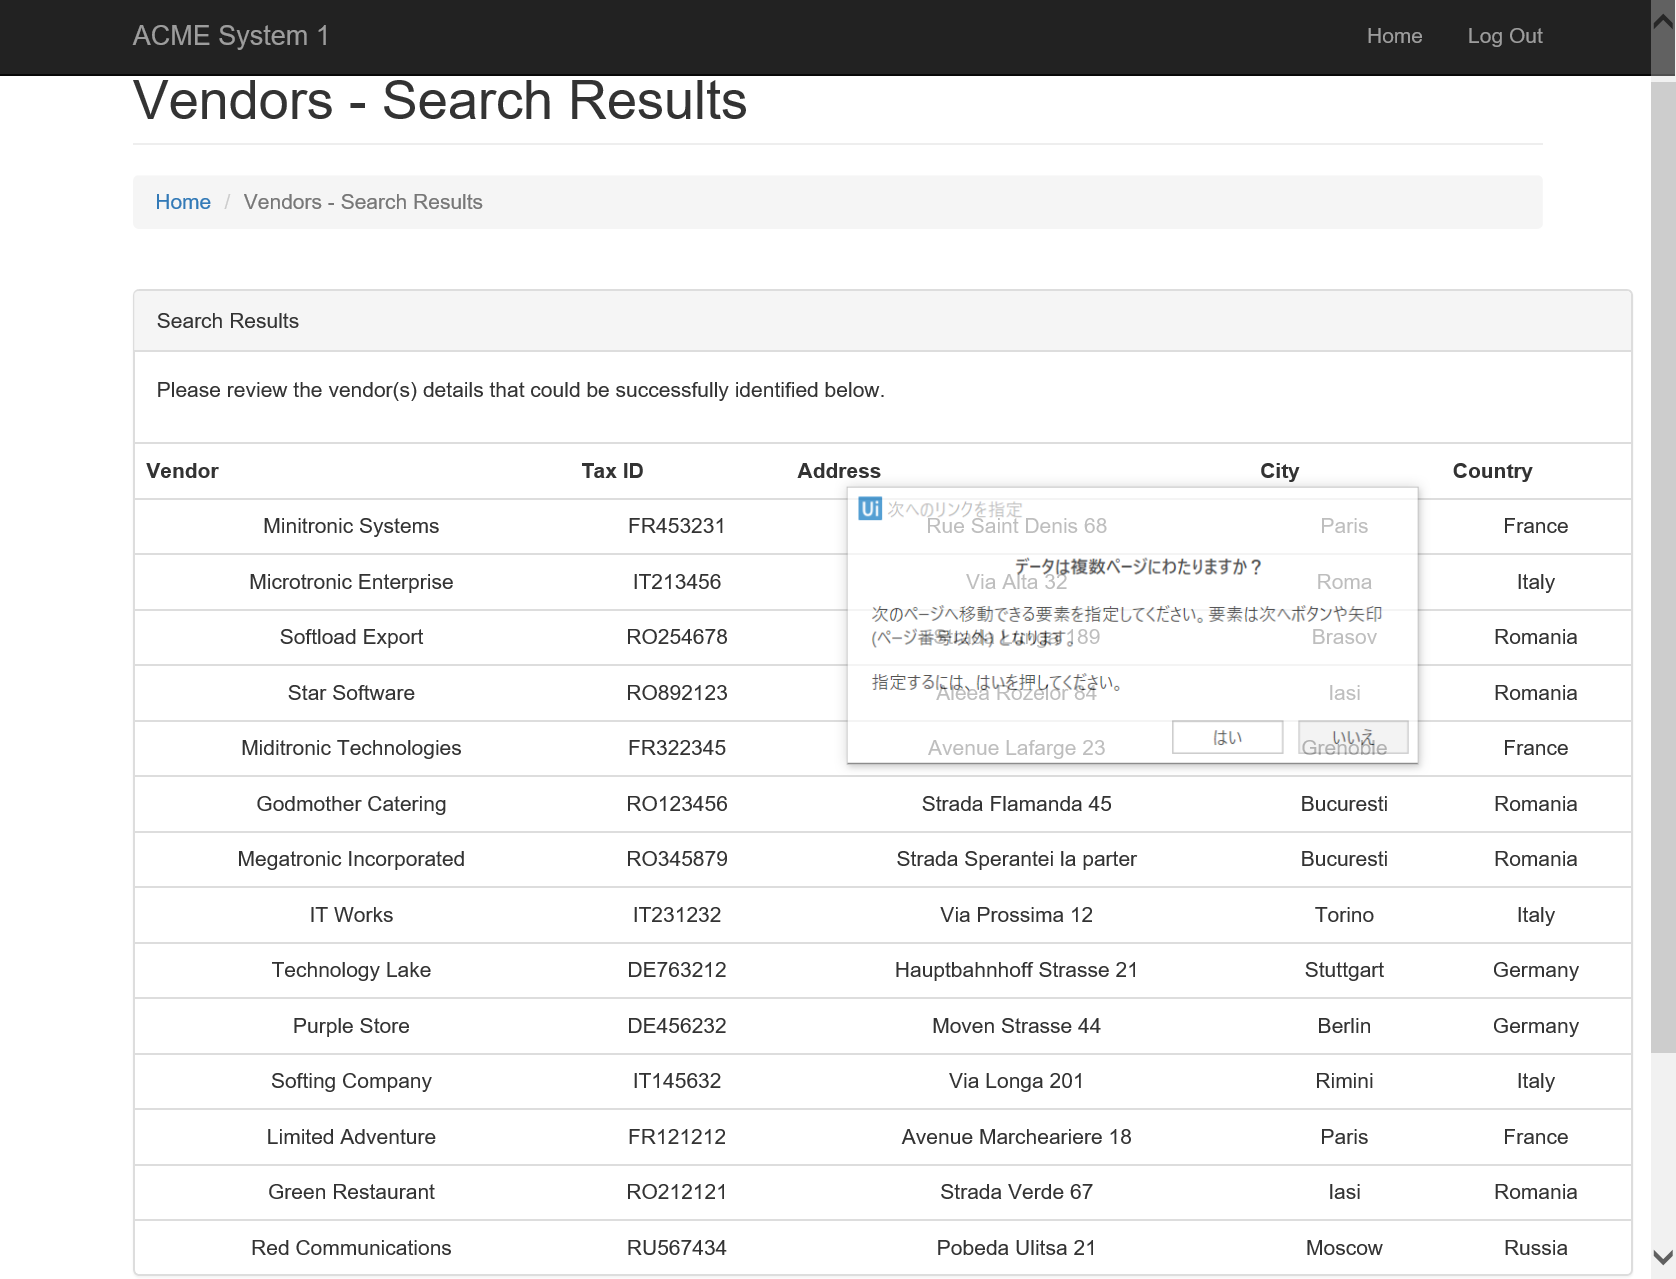 ACME System 1 Home Log Out
Vendors - Search Results
Home / Vendors - Search Results
Search Results
Please review the vendor(s) details that could be successfully identified below.
Vendor Tax ID Address City Country
Minitronic Systems FR453231 Rue Saint Denis 68 Paris France
Microtronic Enterprise IT213456 Via Alta 32 Roma Italy
Softload Export RO254678 189 Brasov Romania
Star Software RO892123 Aleea Rozelor 84 Iasi Romania
Miditronic Technologies FR322345 Avenue Lafarge 23 Grenoble France
Godmother Catering RO123456 Strada Flamanda 45 Bucuresti Romania
Megatronic Incorporated RO345879 Strada Sperantei la parter Bucuresti Romania
IT Works IT231232 Via Prossima 12 Torino Italy
Technology Lake DE763212 Hauptbahnhoff Strasse 21 Stuttgart Germany
Purple Store DE456232 Moven Strasse 44 Berlin Germany
Softing Company IT145632 Via Longa 201 Rimini Italy
Limited Adventure FR121212 Avenue Marcheariere 18 Paris France
Green Restaurant RO212121 Strada Verde 67 Iasi Romania
Red Communications RU567434 Pobeda Ulitsa 21 Moscow Russia
Ui 次へのリンクを指定
データは複数ページにわたりますか？
次のページへ移動できる要素を指定してください。要素は次へボタンや矢印
(ページ番号以外) となります。
指定するには、はいを押してください。
はい いいえ